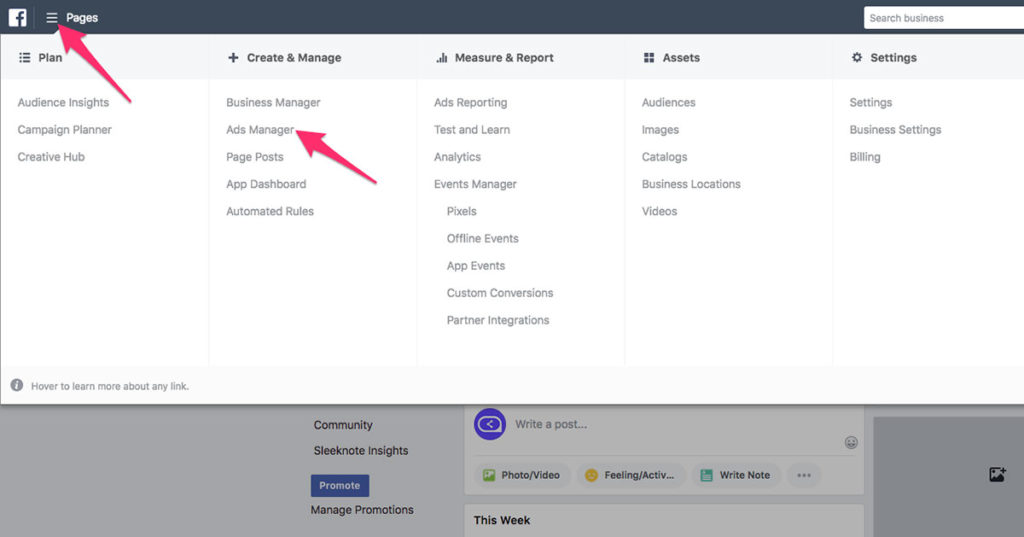 Pages
Search business
Plan
Audience Insights
Campaign Planner
Creative Hub
Create & Manage
Business Manager
Ads Manager
Page Posts
App Dashboard
Automated Rules
Measure & Report
Ads Reporting
Test and Learn
Analytics
Events Manager
Pixels
Offline Events
App Events
Custom Conversions
Partner Integrations
Assets
Audiences
Images
Catalogs
Business Locations
Videos
Settings
Settings
Business Settings
Billing
Hover to learn more about any link.
Community
Sleeknote Insights
Promote
Manage Promotions
Write a post...
Photo/Video
Feeling/Activ...
Write Note
This Week